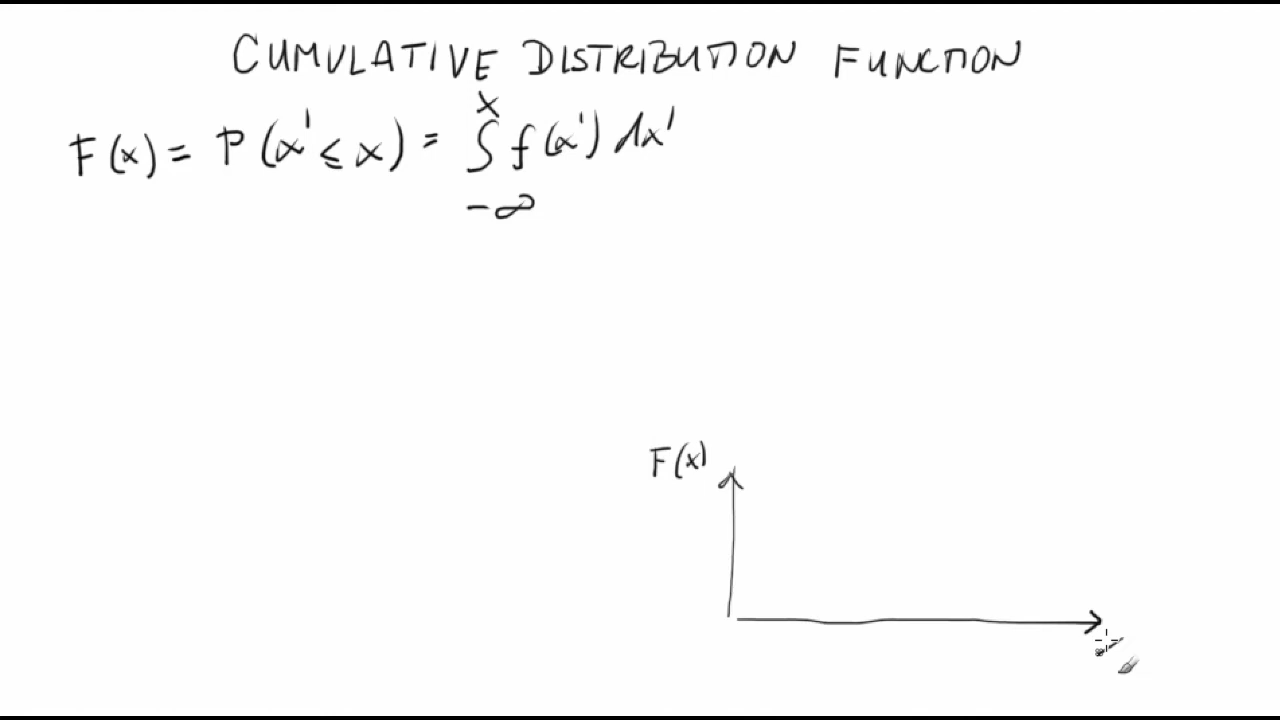 CUMULATIVE DISTRIBUTION FUNCTION
F(x) = P(x' ≤ x) = ∫_{-∞}^{x} f(x') dx'
F(x)